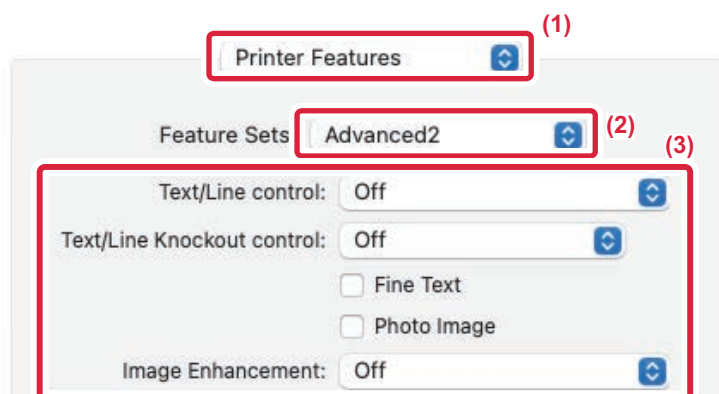 (1)
Printer Features
Feature Sets Advanced2 (2)
(3)
Text/Line control: Off
Text/Line Knockout control: Off
Fine Text
Photo Image
Image Enhancement: Off